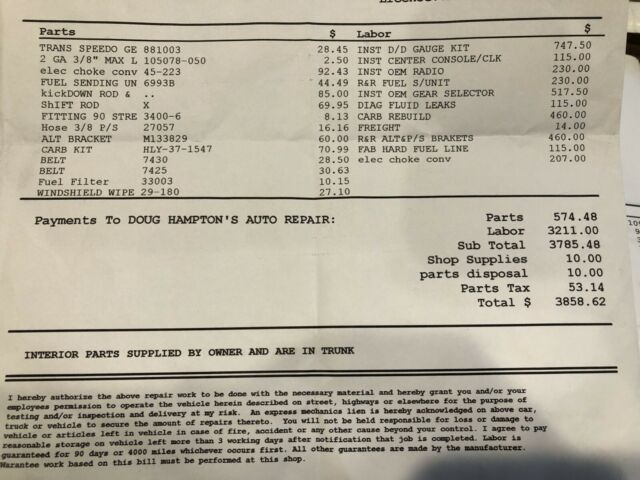 Parts $ Labor $
TRANS SPEEDO GE 881003 28.45 INST D/D GAUGE KIT 747.50
2 GA 3/8" MAX L 105078-050 2.50 INST CENTER CONSOLE/CLK 115.00
elec choke conv 45-223 92.43 INST OEM RADIO 230.00
FUEL SENDING UN 6993B 44.49 R&R FUEL S/UNIT 230.00
kickDOWN ROD & .. 85.00 INST OEM GEAR SELECTOR 517.50
ShIFT ROD X 69.95 DIAG FLUID LEAKS 115.00
FITTING 90 STRE 3400-6 8.13 CARB REBUILD 460.00
Hose 3/8 P/S 27057 16.16 FREIGHT 14.00
ALT BRACKET M133829 60.00 R&R ALT&P/S BRAKETS 460.00
CARB KIT HLY-37-1547 70.99 FAB HARD FUEL LINE 115.00
BELT 7430 28.50 elec choke conv 207.00
BELT 7425 30.63
Fuel Filter 33003 10.15
WINDSHIELD WIPE 29-180 27.10
Payments To DOUG HAMPTON'S AUTO REPAIR:
Parts 574.48
Labor 3211.00
Sub Total 3785.48
Shop Supplies 10.00
parts disposal 10.00
Parts Tax 53.14
Total $ 3858.62
INTERIOR PARTS SUPPLIED BY OWNER AND ARE IN TRUNK
I hereby authorize the above repair work to be done with the necessary material and hereby grant you and/or your
employees permission to operate the vehicle herein described on street, highways or elsewhere for the purpose of
testing and/or inspection and delivery at my risk. An express mechanics lien is hereby acknowledged on above car,
truck or vehicle to secure the amount of repairs thereto. You will not be held responsible for loss or damage to
vehicle or articles left in vehicle in case of fire, accident or any other cause beyond your control. I agree to pay
reasonable storage on vehicle left more than 3 working days after notification that job is completed. Labor is
guaranteed for 90 days or 4000 miles whichever occurs first. All other guarantees are made by the manufacturer.
Warantee work based on this bill must be performed at this shop.